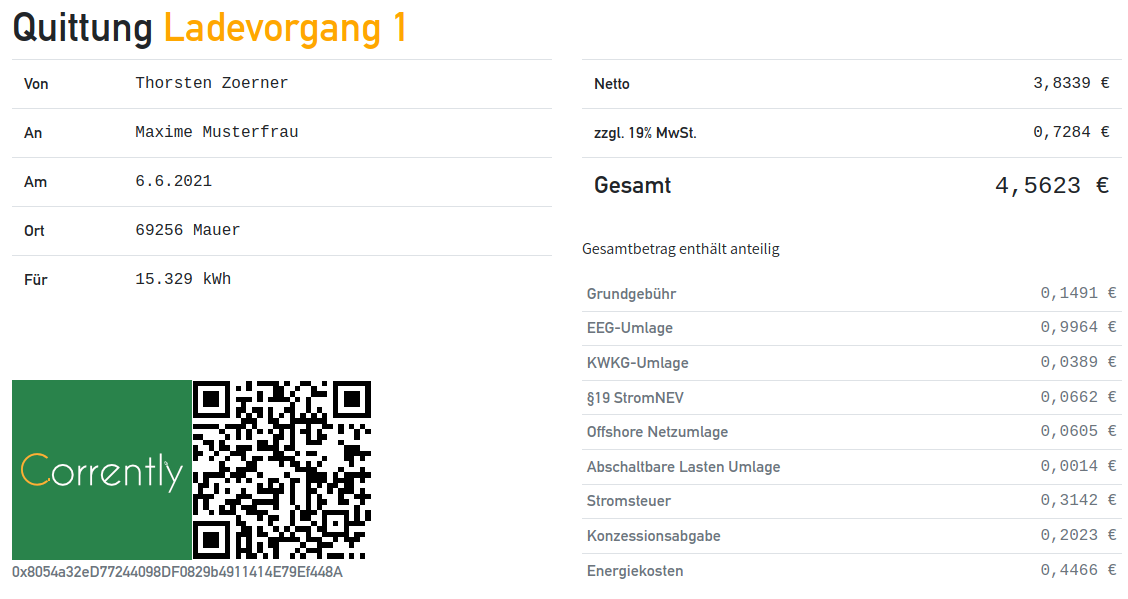 Quittung Ladevorgang 1
Von Thorsten Zoerner
An Maxime Musterfrau
Am 6.6.2021
Ort 69256 Mauer
Für 15.329 kWh
Corrently
0x8054a32eD77244098DF0829b4911414E79Ef448A
Netto 3,8339 €
zzgl. 19% MwSt. 0,7284 €
Gesamt 4,5623 €
Gesamtbetrag enthält anteilig
Grundgebühr 0,1491 €
EEG-Umlage 0,9964 €
KWKG-Umlage 0,0389 €
§19 StromNEV 0,0662 €
Offshore Netzumlage 0,0605 €
Abschaltbare Lasten Umlage 0,0014 €
Stromsteuer 0,3142 €
Konzessionsabgabe 0,2023 €
Energiekosten 0,4466 €